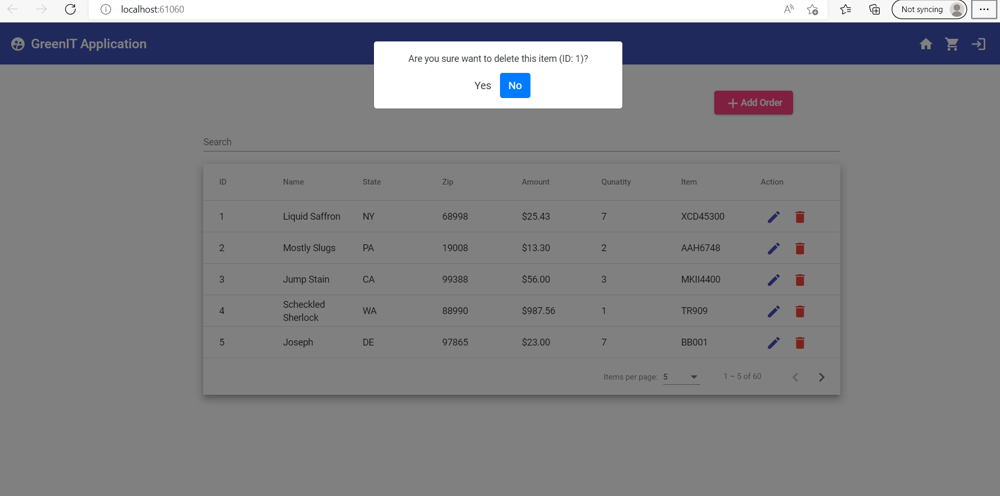 localhost:61060
Not syncing
GreenIT Application
Are you sure want to delete this item (ID: 1)?
Yes No
Add Order
Search
ID Name State Zip Amount Qunatity Item Action
1 Liquid Saffron NY 68998 $25.43 7 XCD45300
2 Mostly Slugs PA 19008 $13.30 2 AAH6748
3 Jump Stain CA 99388 $56.00 3 MKII4400
4 Scheckled Sherlock WA 88990 $987.56 1 TR909
5 Joseph DE 97865 $23.00 7 BB001
Items per page: 5 1 – 5 of 60